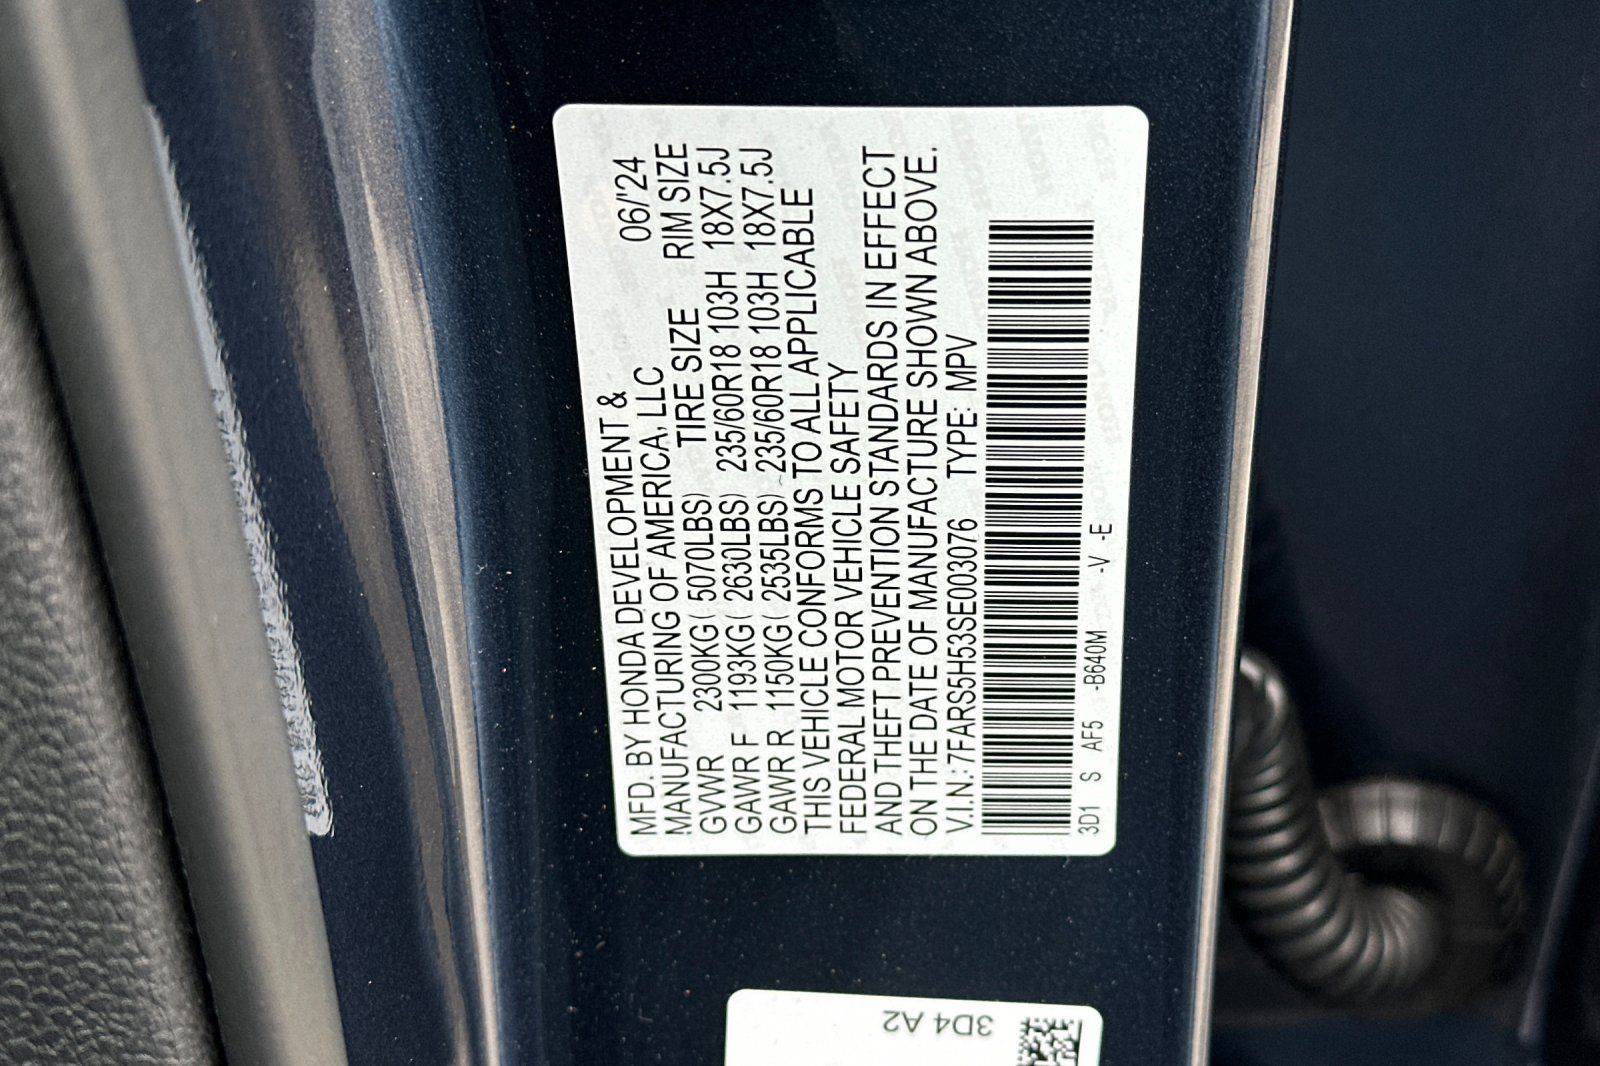 MFD. BY HONDA DEVELOPMENT &
MANUFACTURING OF AMERICA, LLC 06/'24
GVWR 2300KG ( 5070LBS) TIRE SIZE RIM SIZE
GAWR F 1193KG ( 2630LBS) 235/60R18 103H 18X7.5J
GAWR R 1150KG ( 2535LBS) 235/60R18 103H 18X7.5J
THIS VEHICLE CONFORMS TO ALL APPLICABLE
FEDERAL MOTOR VEHICLE SAFETY
AND THEFT PREVENTION STANDARDS IN EFFECT
ON THE DATE OF MANUFACTURE SHOWN ABOVE.
V.I.N.: 7FARS5H53SE003076 TYPE: MPV
3D1 S AF5 -B640M -V -E
3D4 A2